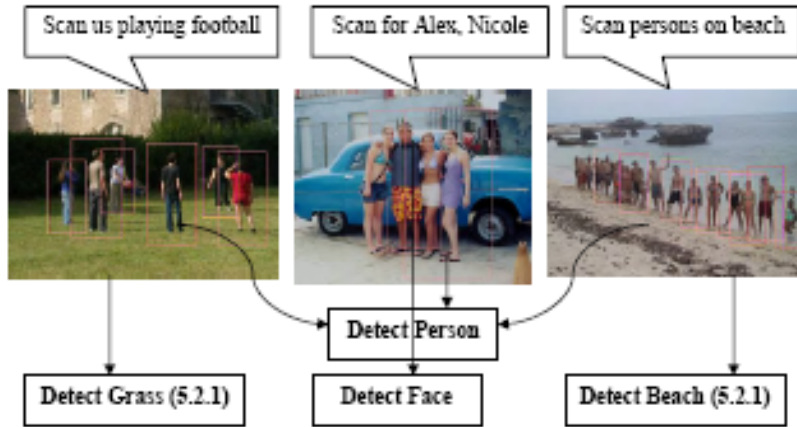 Scan us playing football
Scan for Alex, Nicole
Scan persons on beach
Detect Person
Detect Grass (5.2.1)
Detect Face
Detect Beach (5.2.1)